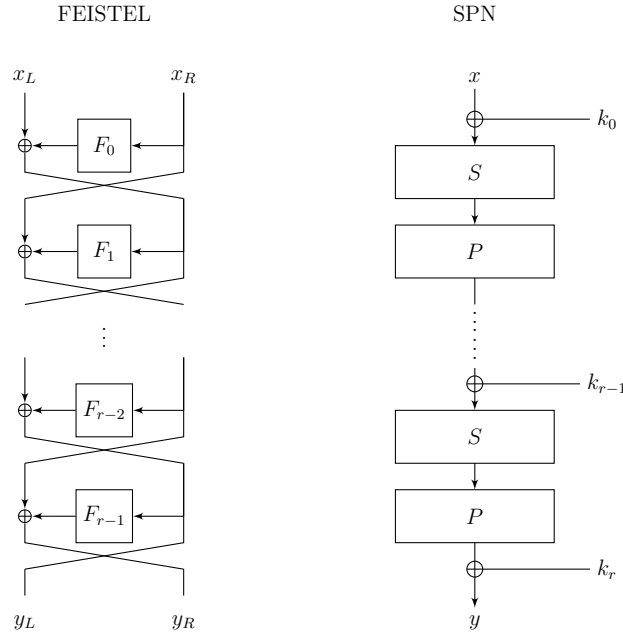 FEISTEL
x_L x_R
F_0
F_1
⋮
F_{r−2}
F_{r−1}
y_L y_R
SPN
x
⊕ k_0
S
P
⊕ k_{r−1}
S
P
⊕ k_r
y